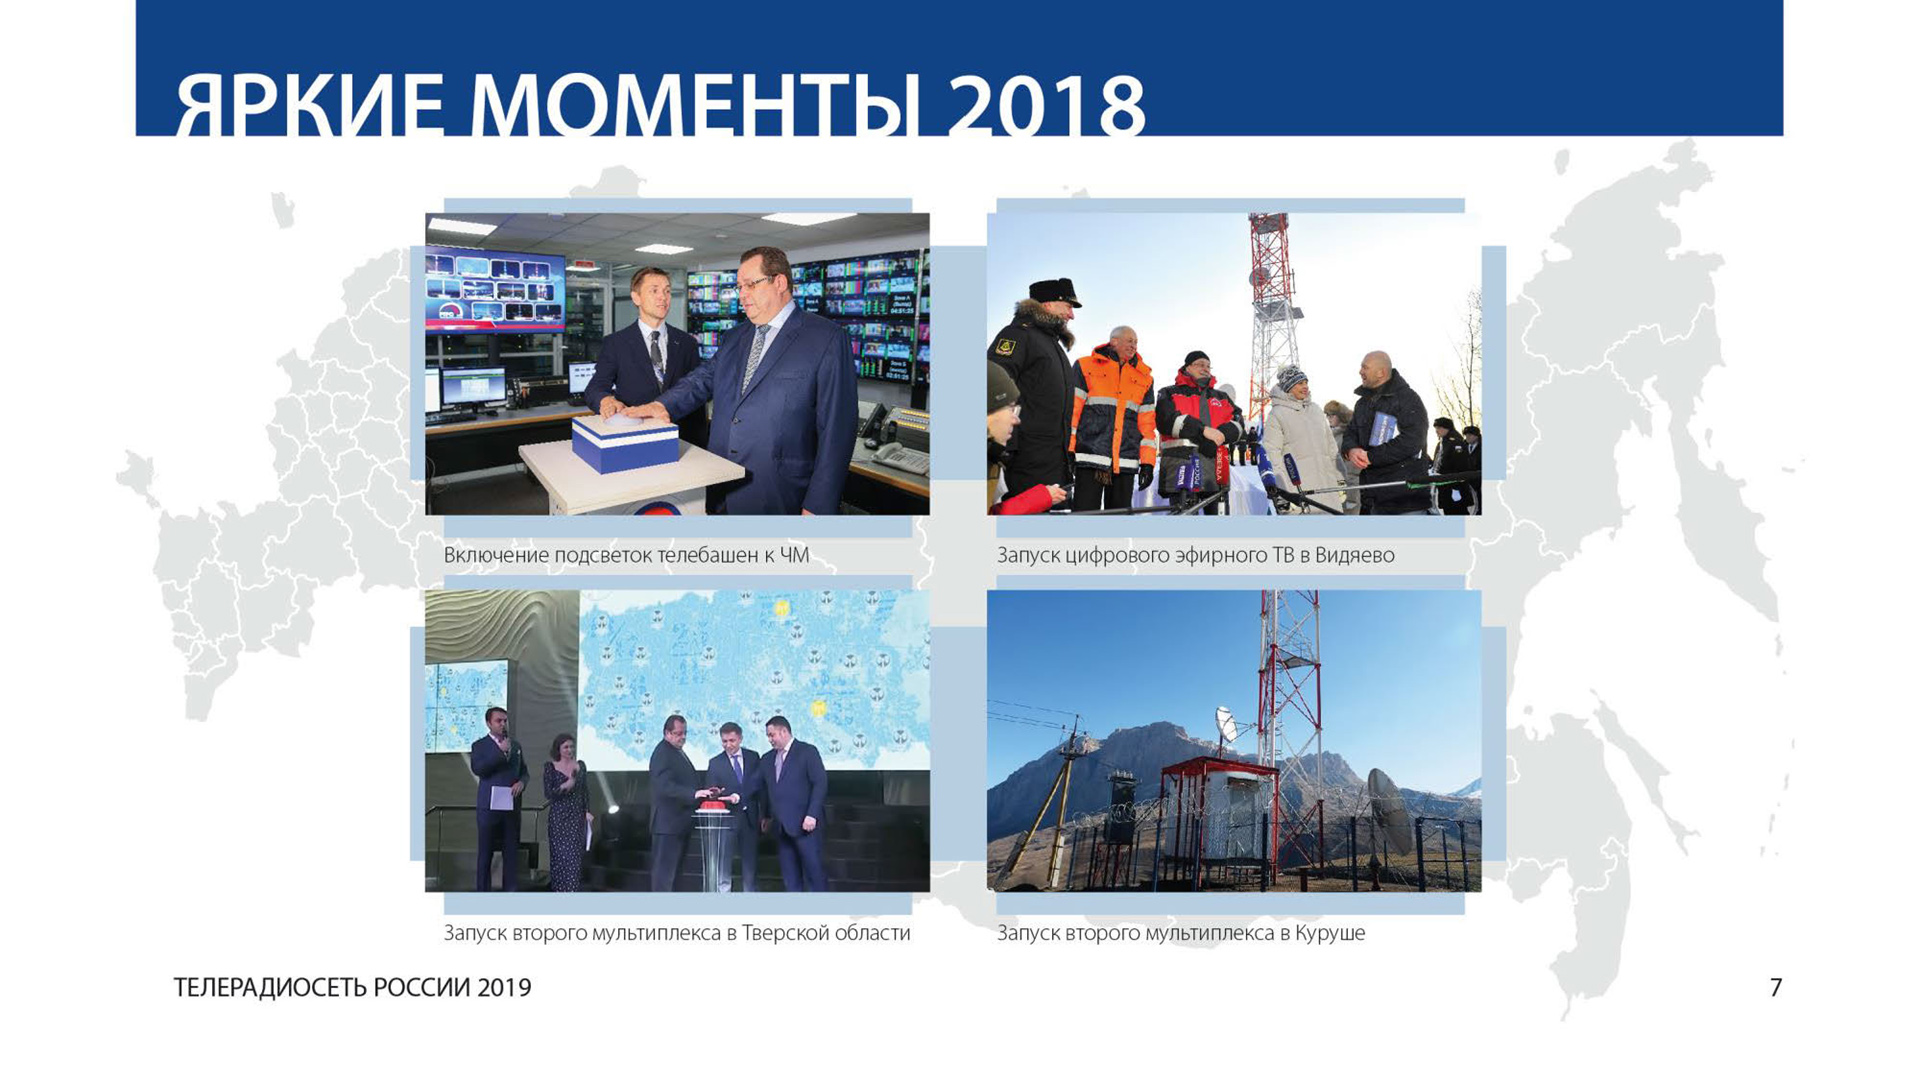 ЯРКИЕ МОМЕНТЫ 2018
Включение подсветок телебашен к ЧМ
Запуск цифрового эфирного ТВ в Видяево
Запуск второго мультиплекса в Тверской области
Запуск второго мультиплекса в Куруше
ТЕЛЕРАДИОСЕТЬ РОССИИ 2019
7